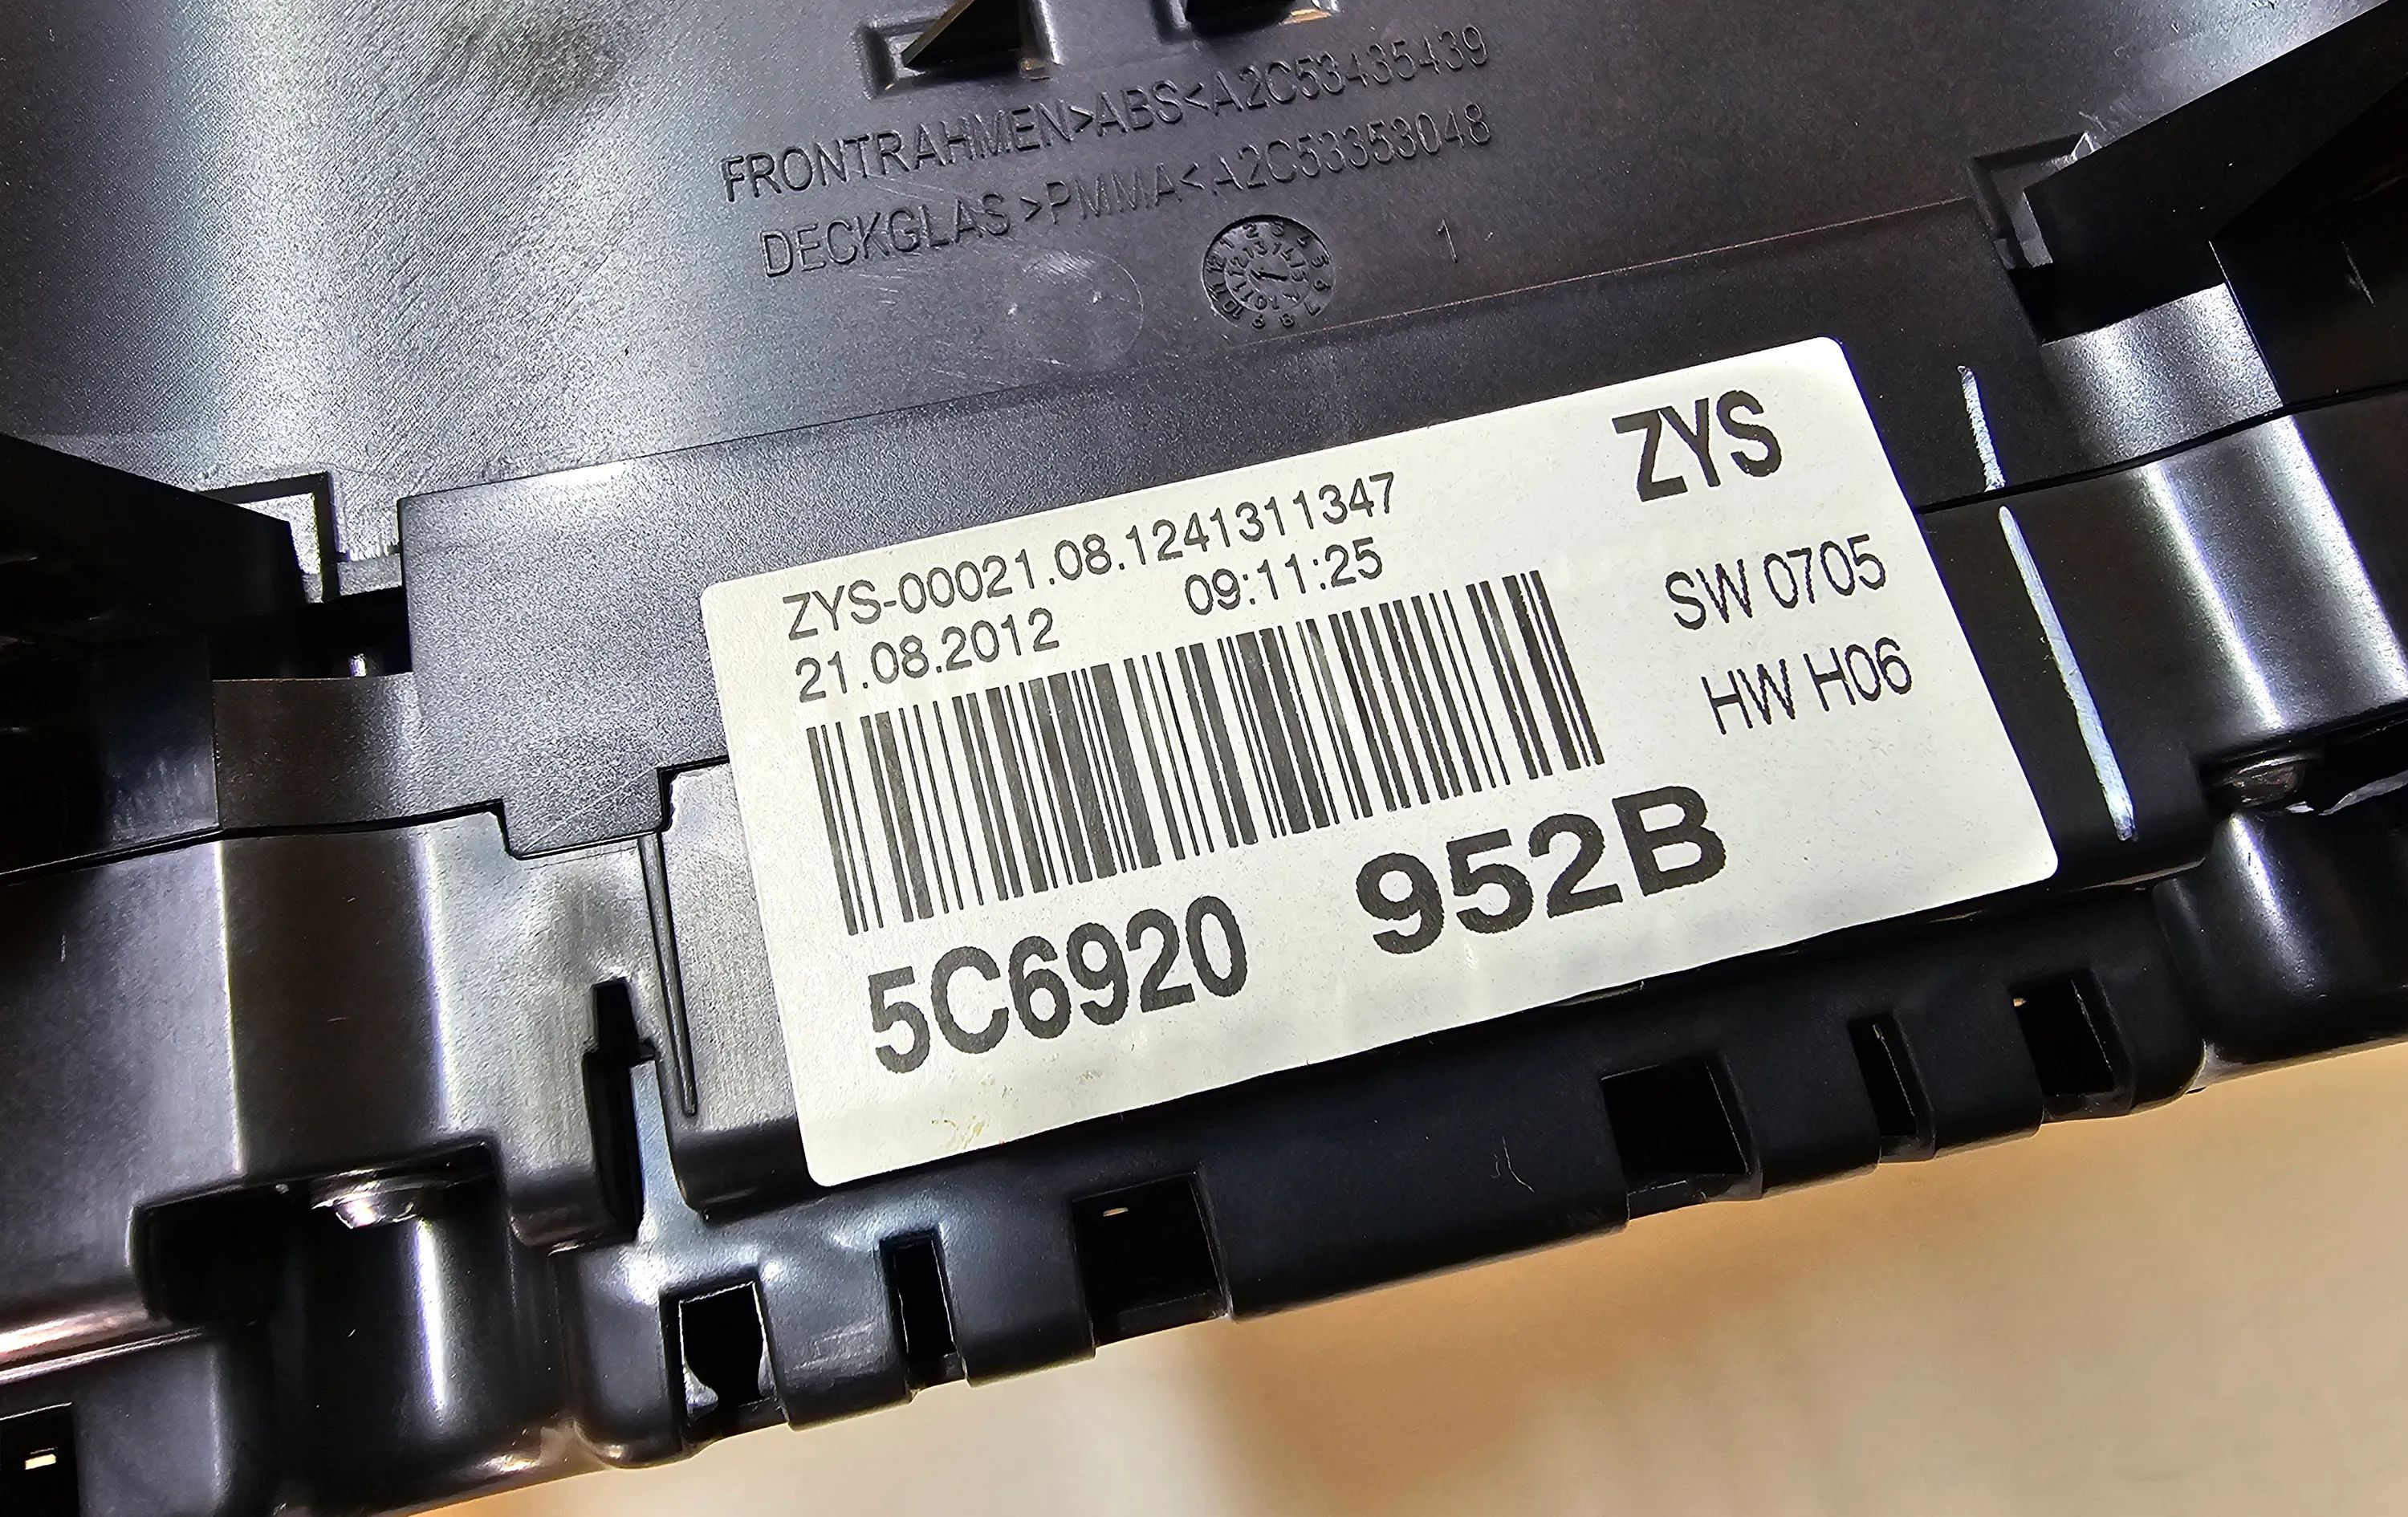 FRONTRAHMEN>ABS<A2C53435439
DECKGLAS >PMMA<A2C53353048
1
ZYS
ZYS-00021.08.1241311347
21.08.2012 09:11:25
SW 0705
HW H06
5C6920 952B